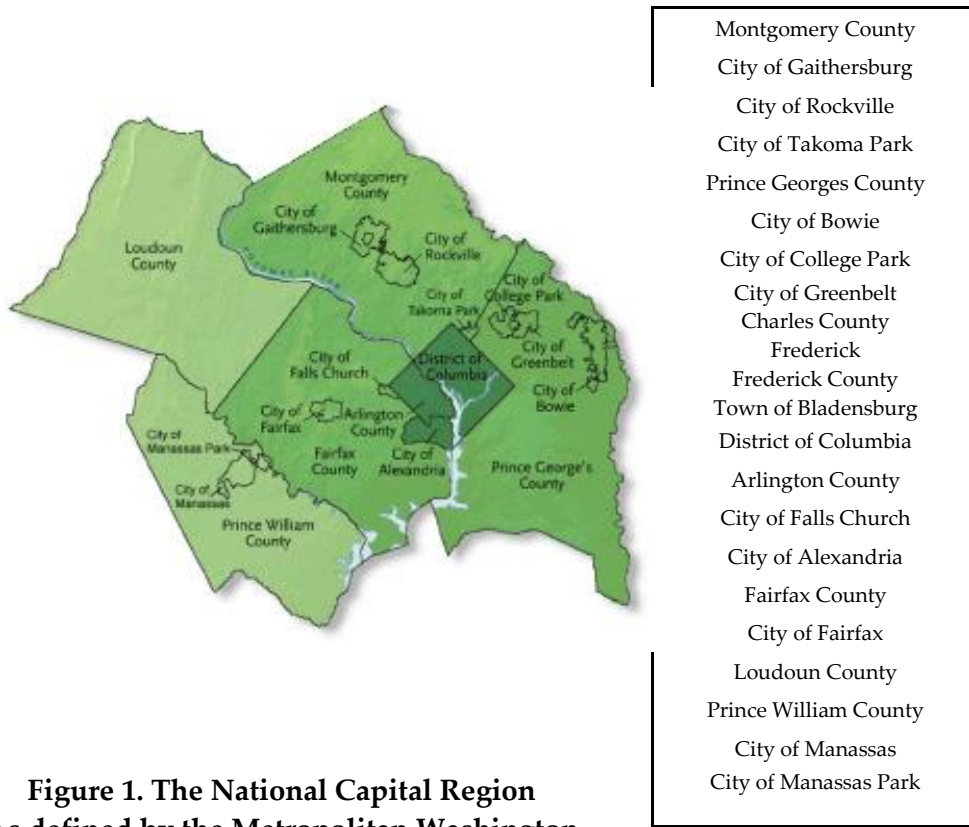 Montgomery County
City of Gaithersburg
City of Rockville
City of Takoma Park
Prince Georges County
City of Bowie
City of College Park
City of Greenbelt
Charles County
Frederick
Frederick County
Town of Bladensburg
District of Columbia
Arlington County
City of Falls Church
City of Alexandria
Fairfax County
City of Fairfax
Loudoun County
Prince William County
City of Manassas
City of Manassas Park
Montgomery
County
City of
Gaithersburg
City of
Rockville
Loudoun
County
City of
College Park
City of
Takoma Park
City of
Greenbelt
District of
Columbia
City of
Falls Church
City of
Bowie
City of
Fairfax
Arlington
County
City of
Manassas Park
Fairfax
County
City of
Alexandria
Prince George's
County
City of
Manassas
Prince William
County
Figure 1. The National Capital Region
as defined by the Metropolitan Washington